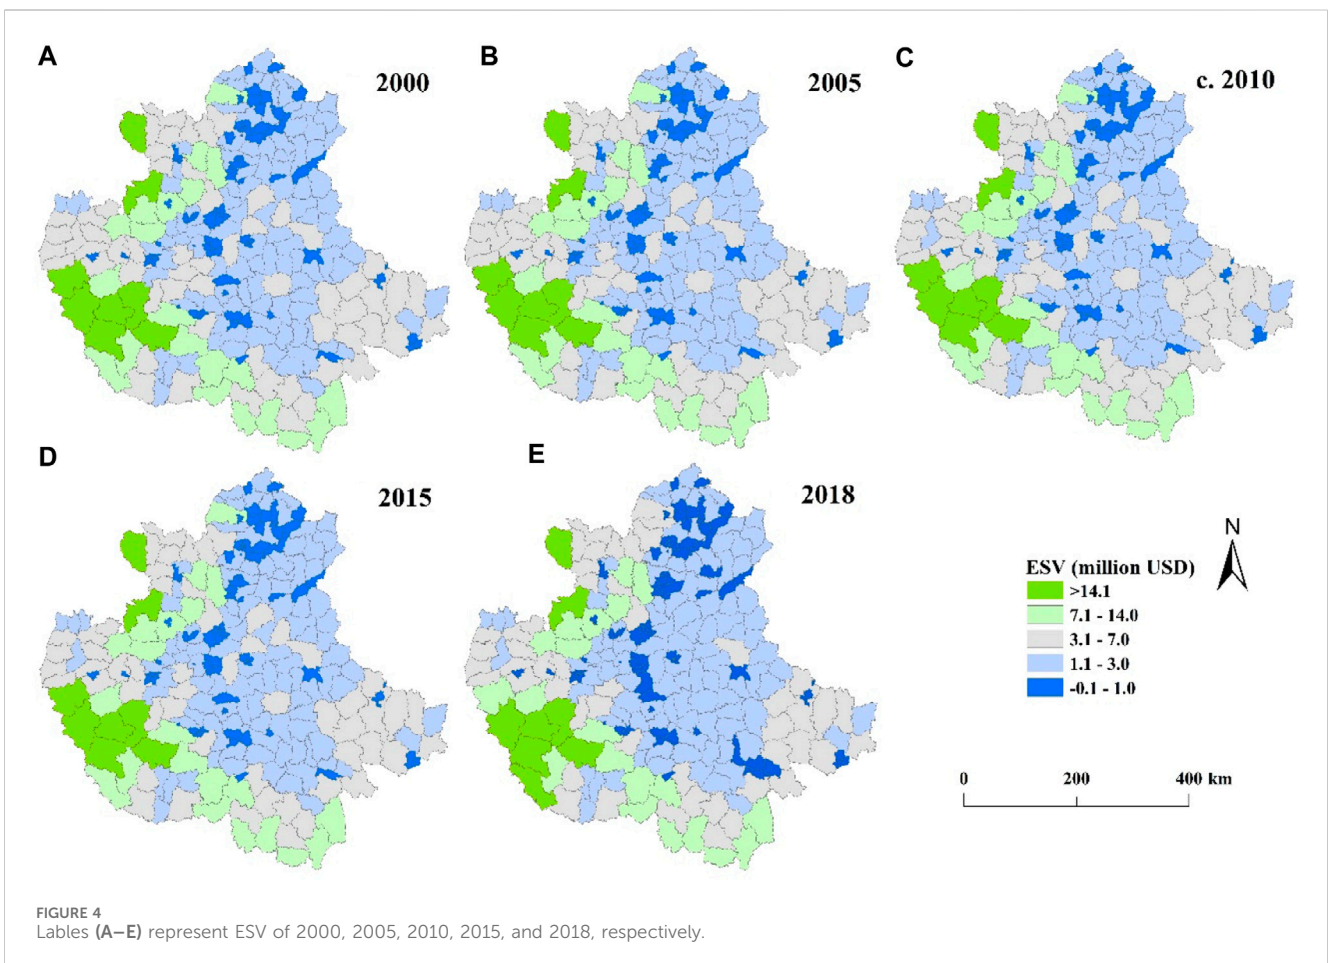 A
2000
B
2005
C
c. 2010
D
2015
E
2018
N
ESV (million USD)
>14.1
7.1 - 14.0
3.1 - 7.0
1.1 - 3.0
-0.1 - 1.0
0 200 400 km
FIGURE 4
Lables (A–E) represent ESV of 2000, 2005, 2010, 2015, and 2018, respectively.